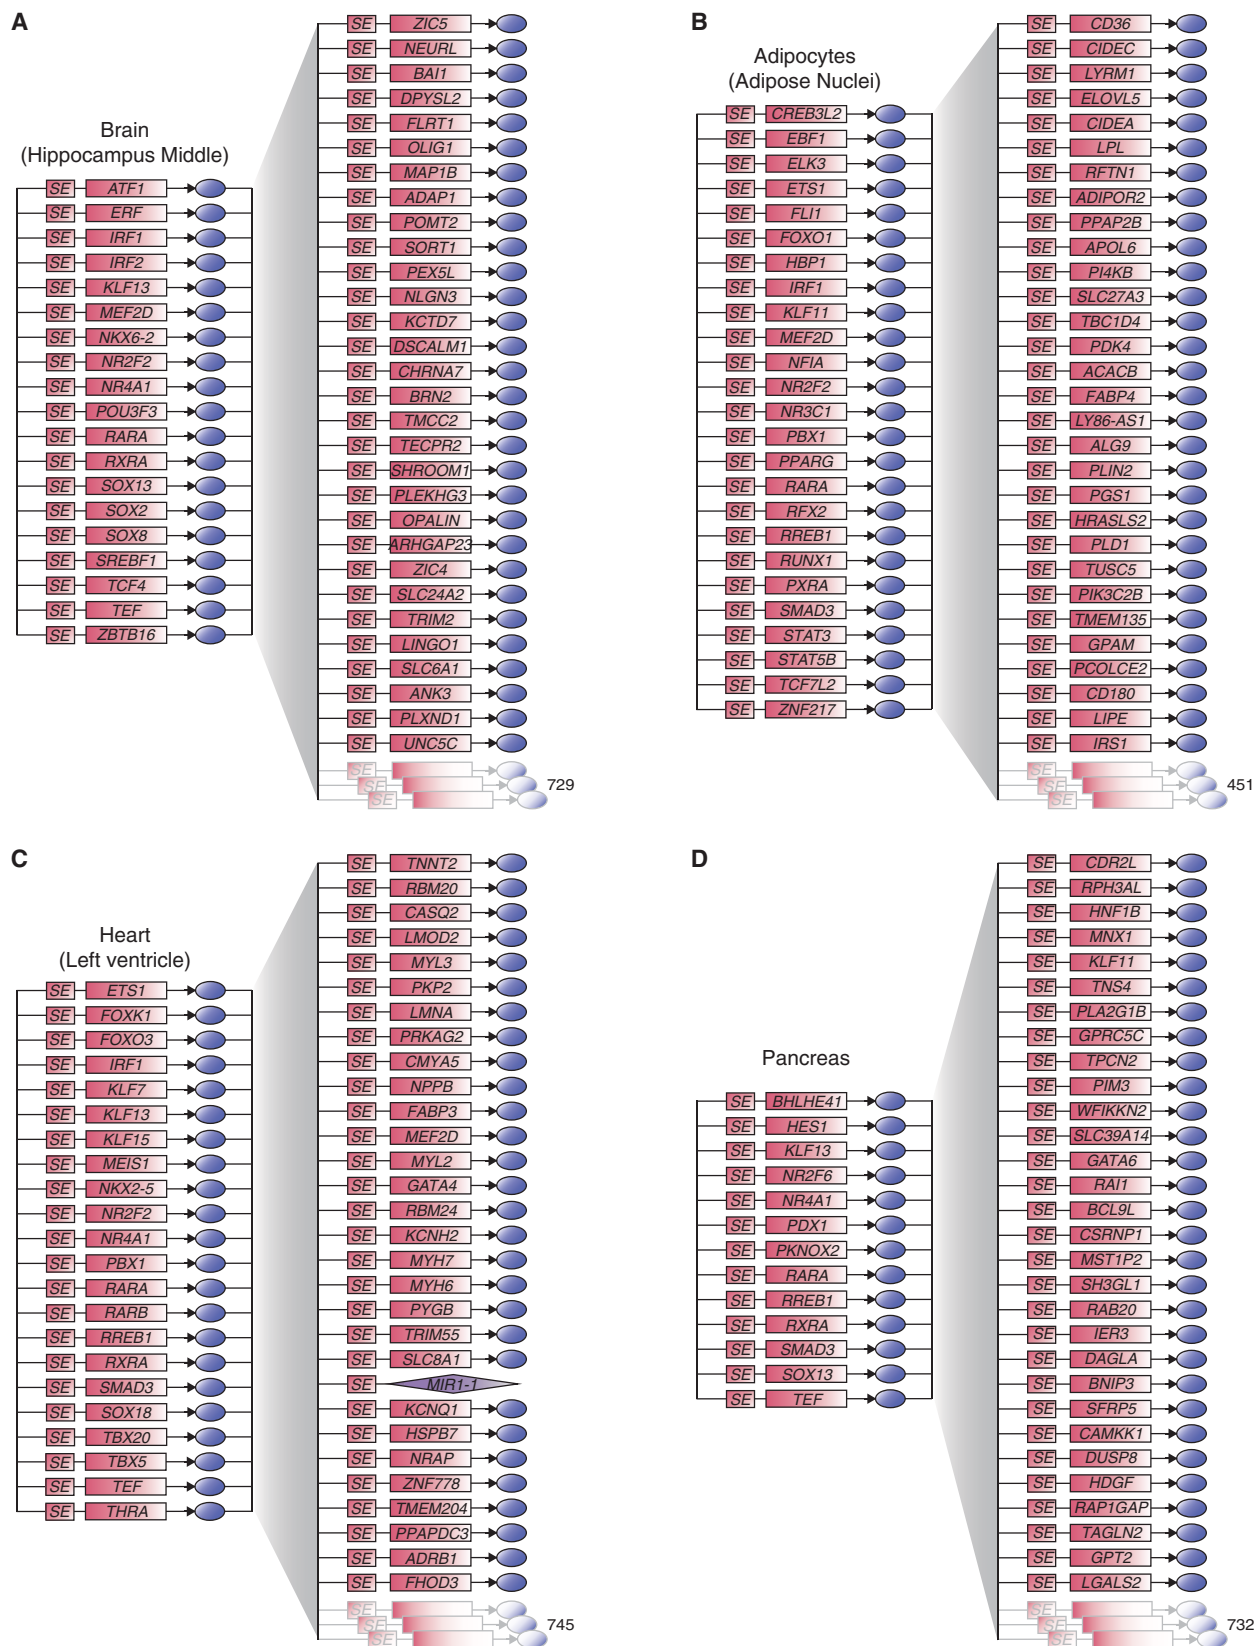 A
Brain
(Hippocampus Middle)
SE ATF1
SE ERF
SE IRF1
SE IRF2
SE KLF13
SE MEF2D
SE NKX6-2
SE NR2F2
SE NR4A1
SE POU3F3
SE RARA
SE RXRA
SE SOX13
SE SOX2
SE SOX8
SE SREBF1
SE TCF4
SE TEF
SE ZBTB16
SE ZIC5
SE NEURL
SE BAI1
SE DPYSL2
SE FLRT1
SE OLIG1
SE MAP1B
SE ADAP1
SE POMT2
SE SORT1
SE PEX5L
SE NLGN3
SE KCTD7
SE DSCALM1
SE CHRNA7
SE BRN2
SE TMCC2
SE TECPR2
SE SHROOM1
SE PLEKHG3
SE OPALIN
SE ARHGAP23
SE ZIC4
SE SLC24A2
SE TRIM2
SE LINGO1
SE SLC6A1
SE ANK3
SE PLXND1
SE UNC5C
SE
SE
SE
729
B
Adipocytes
(Adipose Nuclei)
SE CREB3L2
SE EBF1
SE ELK3
SE ETS1
SE FLI1
SE FOXO1
SE HBP1
SE IRF1
SE KLF11
SE MEF2D
SE NFIA
SE NR2F2
SE NR3C1
SE PBX1
SE PPARG
SE RARA
SE RFX2
SE RREB1
SE RUNX1
SE PXRA
SE SMAD3
SE STAT3
SE STAT5B
SE TCF7L2
SE ZNF217
SE CD36
SE CIDEC
SE LYRM1
SE ELOVL5
SE CIDEA
SE LPL
SE RFTN1
SE ADIPOR2
SE PPAP2B
SE APOL6
SE PI4KB
SE SLC27A3
SE TBC1D4
SE PDK4
SE ACACB
SE FABP4
SE LY86-AS1
SE ALG9
SE PLIN2
SE PGS1
SE HRASLS2
SE PLD1
SE TUSC5
SE PIK3C2B
SE TMEM135
SE GPAM
SE PCOLCE2
SE CD180
SE LIPE
SE IRS1
SE
SE
SE
451
C
Heart
(Left ventricle)
SE ETS1
SE FOXK1
SE FOXO3
SE IRF1
SE KLF7
SE KLF13
SE KLF15
SE MEIS1
SE NKX2-5
SE NR2F2
SE NR4A1
SE PBX1
SE RARA
SE RARB
SE RREB1
SE RXRA
SE SMAD3
SE SOX18
SE TBX20
SE TBX5
SE TEF
SE THRA
SE TNNT2
SE RBM20
SE CASQ2
SE LMOD2
SE MYL3
SE PKP2
SE LMNA
SE PRKAG2
SE CMYA5
SE NPPB
SE FABP3
SE MEF2D
SE MYL2
SE GATA4
SE RBM24
SE KCNH2
SE MYH7
SE MYH6
SE PYGB
SE TRIM55
SE SLC8A1
SE MIR1-1
SE KCNQ1
SE HSPB7
SE NRAP
SE ZNF778
SE TMEM204
SE PPAPDC3
SE ADRB1
SE FHOD3
SE
SE
SE
745
D
Pancreas
SE BHLHE41
SE HES1
SE KLF13
SE NR2F6
SE NR4A1
SE PDX1
SE PKNOX2
SE RARA
SE RREB1
SE RXRA
SE SMAD3
SE SOX13
SE TEF
SE CDR2L
SE RPH3AL
SE HNF1B
SE MNX1
SE KLF11
SE TNS4
SE PLA2G1B
SE GPRC5C
SE TPCN2
SE PIM3
SE WFIKKN2
SE SLC39A14
SE GATA6
SE RAI1
SE BCL9L
SE CSRNP1
SE MST1P2
SE SH3GL1
SE RAB20
SE IER3
SE DAGLA
SE BNIP3
SE SFRP5
SE CAMKK1
SE DUSP8
SE HDGF
SE RAP1GAP
SE TAGLN2
SE GPT2
SE LGALS2
SE
SE
SE
732